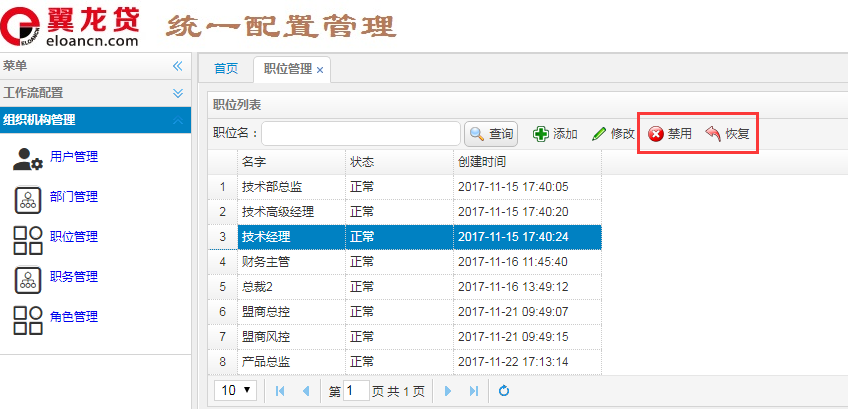 翼龙贷
eloancn.com
ELOANCN
统一配置管理
菜单
工作流配置
组织机构管理
用户管理
部门管理
职位管理
职务管理
角色管理
首页 职位管理
职位列表
职位名： 查询 添加 修改 禁用 恢复
名字 状态 创建时间
1 技术部总监 正常 2017-11-15 17:40:05
2 技术高级经理 正常 2017-11-15 17:40:20
3 技术经理 正常 2017-11-15 17:40:24
4 财务主管 正常 2017-11-16 11:45:40
5 总裁2 正常 2017-11-16 13:49:12
6 盟商总控 正常 2017-11-21 09:49:07
7 盟商风控 正常 2017-11-21 09:49:15
8 产品总监 正常 2017-11-22 17:13:14
10 第 1 页 共 1 页